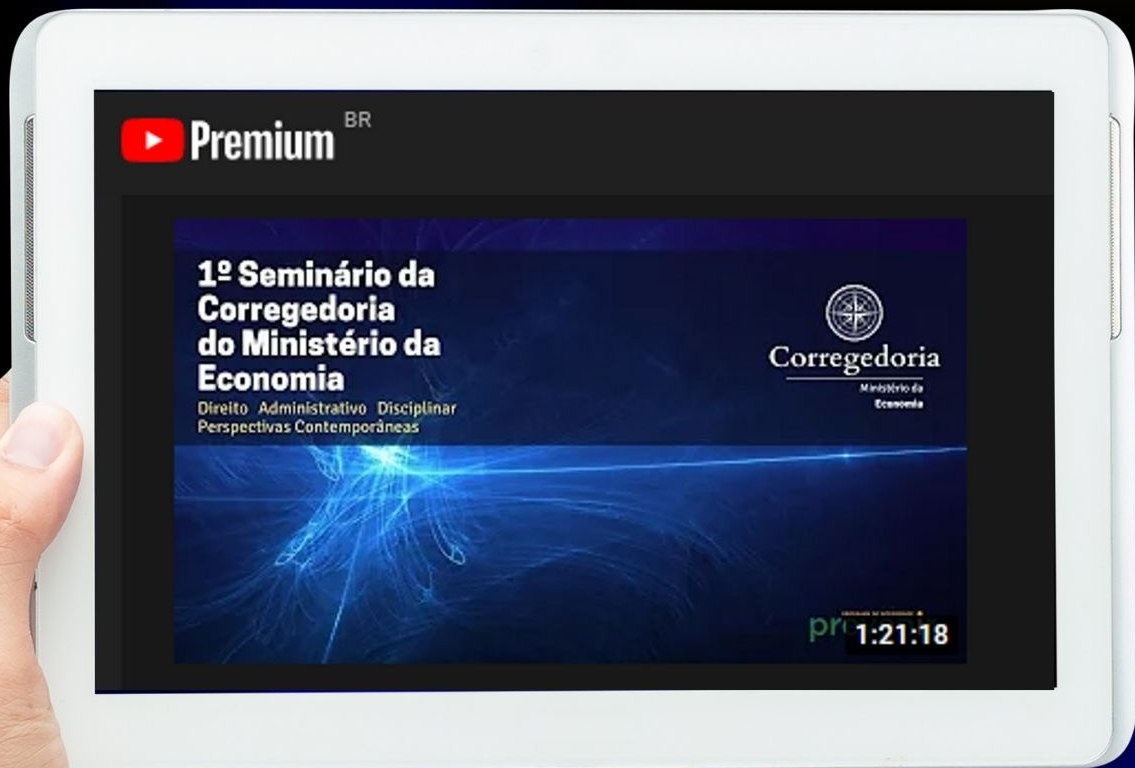 Premium BR
1º Seminário da
Corregedoria
do Ministério da
Economia
Direito Administrativo Disciplinar
Perspectivas Contemporâneas
Corregedoria
Ministério da
Economia
1:21:18